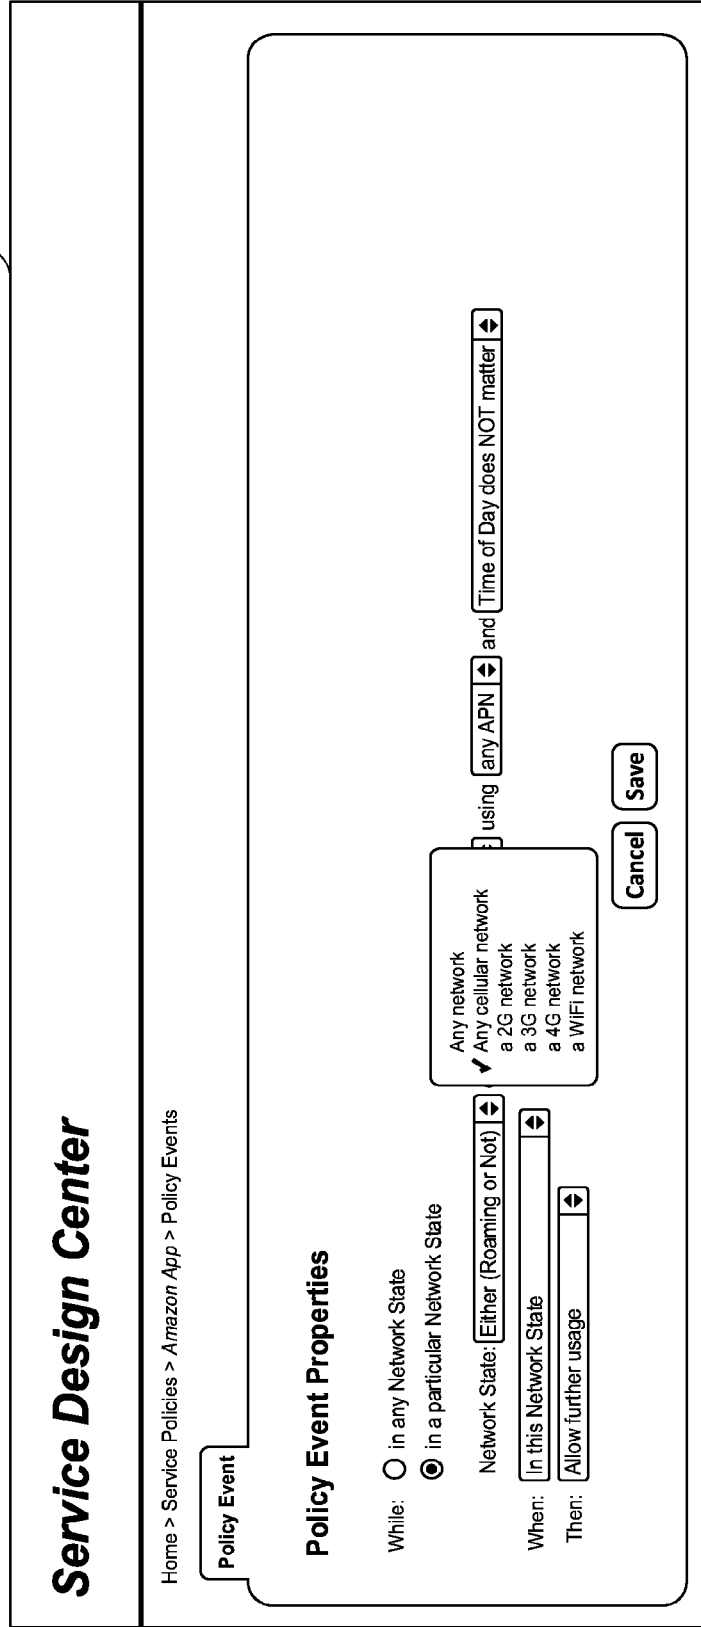 Service Design Center
Home > Service Policies > Amazon App > Policy Events
Policy Event
Policy Event Properties
While: in any Network State
in a particular Network State
Network State: Either (Roaming or Not) using any APN and Time of Day does NOT matter
Any network
✔ Any cellular network
a 2G network
a 3G network
a 4G network
a WiFi network
When: In this Network State
Then: Allow further usage
Cancel Save